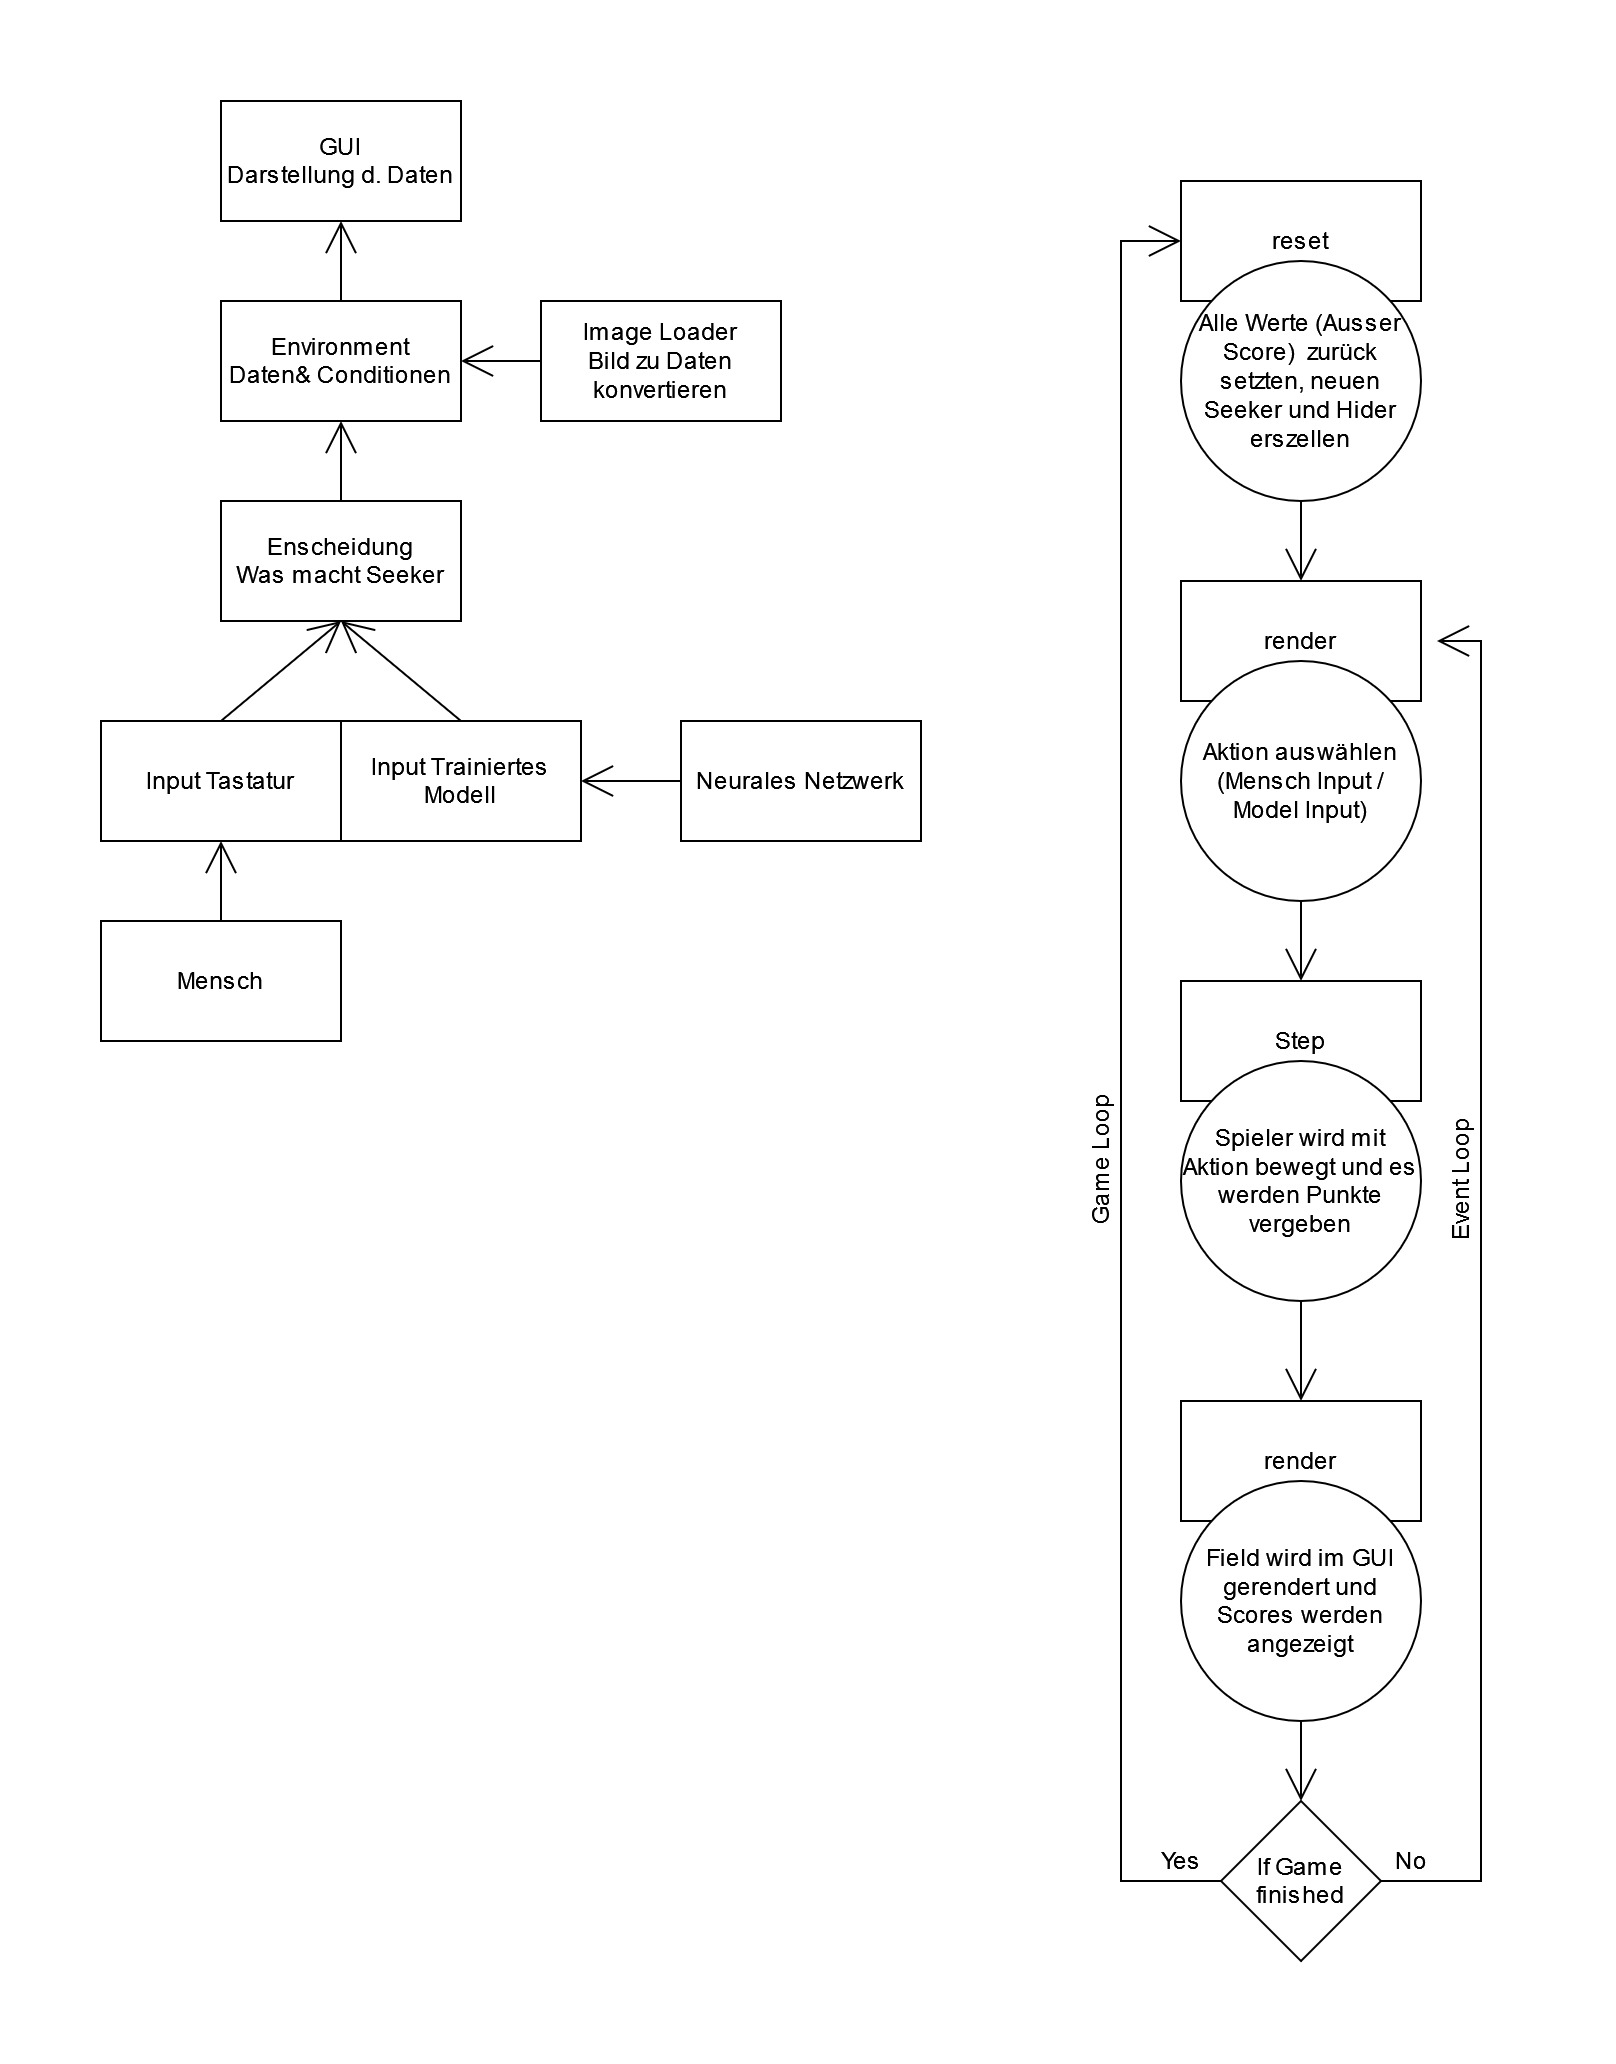 GUI
Darstellung d. Daten
Environment
Daten& Conditionen
Image Loader
Bild zu Daten
konvertieren
Enscheidung
Was macht Seeker
Input Tastatur
Input Trainiertes
Modell
Neurales Netzwerk
Mensch
reset
Alle Werte (Ausser
Score) zurück
setzten, neuen
Seeker und Hider
erszellen
render
Aktion auswählen
(Mensch Input /
Model Input)
Step
Spieler wird mit
Aktion bewegt und es
werden Punkte
vergeben
Game Loop
Event Loop
render
Field wird im GUI
gerendert und
Scores werden
angezeigt
Yes
If Game
finished
No